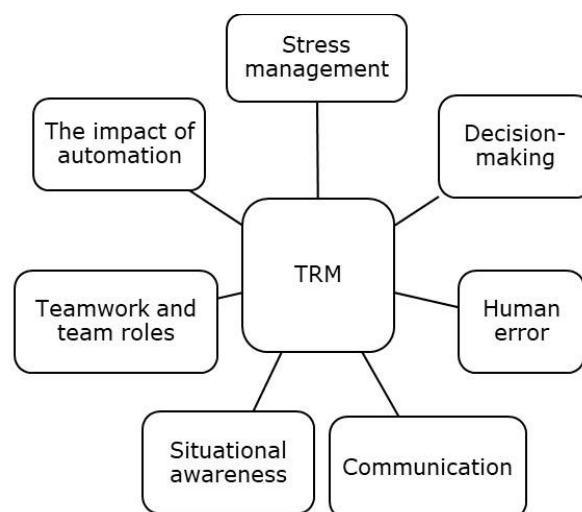 Stress
management
The impact of
automation
Decision-
making
TRM
Teamwork and
team roles
Human
error
Situational
awareness
Communication